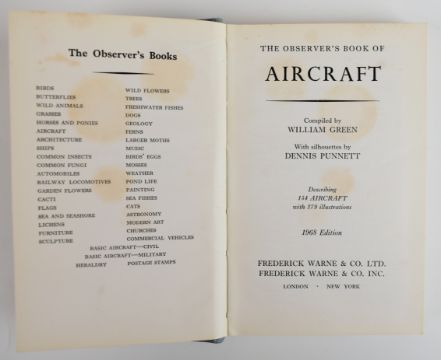 The Observer's Books
BIRDS
BUTTERFLIES
WILD ANIMALS
GRASSES
HORSES AND PONIES
AIRCRAFT
ARCHITECTURE
SHIPS
COMMON INSECTS
COMMON FUNGI
AUTOMOBILES
RAILWAY LOCOMOTIVES
GARDEN FLOWERS
CACTI
FLAGS
SEA AND SEASHORE
LICHENS
FURNITURE
SCULPTURE
WILD FLOWERS
TREES
FRESHWATER FISHES
DOGS
GEOLOGY
FERNS
LARGER MOTHS
MUSIC
BIRDS' EGGS
MOSSES
WEATHER
POND LIFE
PAINTING
SEA FISHES
CATS
ASTRONOMY
MODERN ART
CHURCHES
COMMERCIAL VEHICLES
BASIC AIRCRAFT—CIVIL
BASIC AIRCRAFT—MILITARY
HERALDRY POSTAGE STAMPS
THE OBSERVER'S BOOK OF
AIRCRAFT
Compiled by
WILLIAM GREEN
With silhouettes by
DENNIS PUNNETT
Describing
154 AIRCRAFT
with 278 illustrations
1968 Edition
FREDERICK WARNE & CO. LTD.
FREDERICK WARNE & CO. INC.
LONDON · NEW YORK